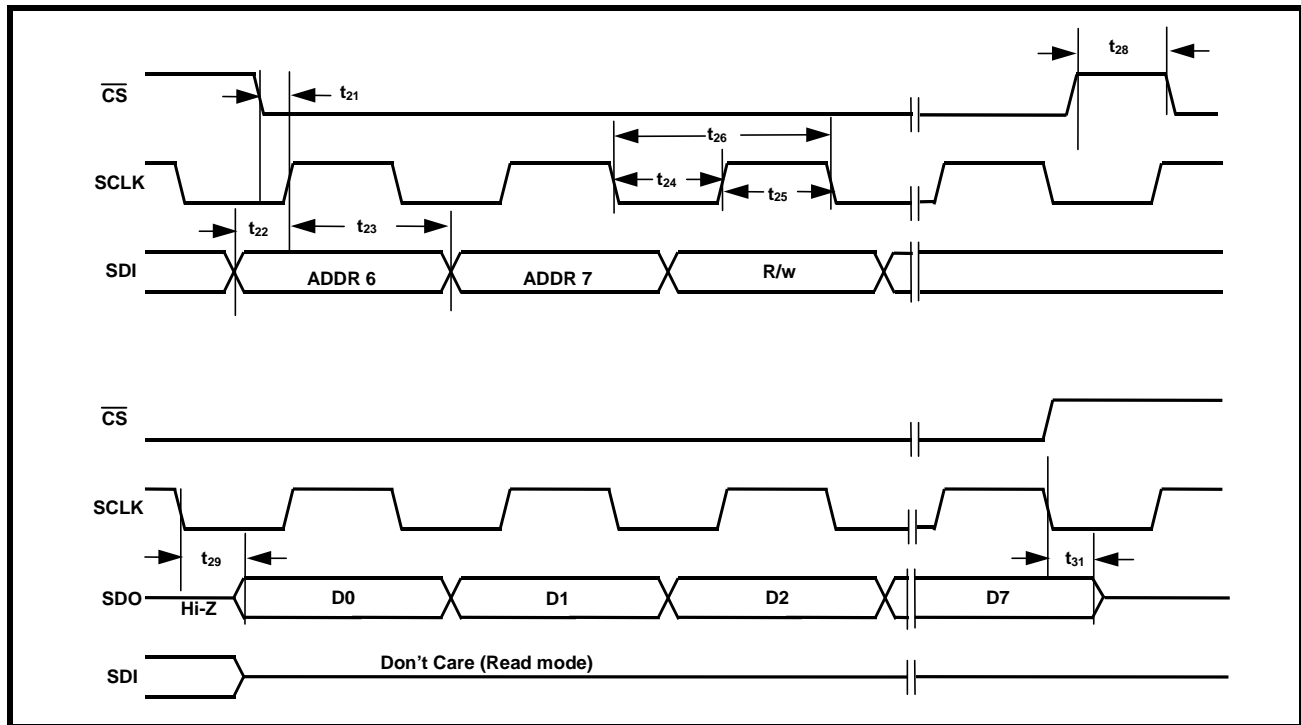 t28
CS
t21
t26
SCLK
t24
t25
t22
t23
SDI
ADDR 6
ADDR 7
R/w
CS
SCLK
t29
t31
SDO
Hi-Z
D0
D1
D2
D7
SDI
Don't Care (Read mode)